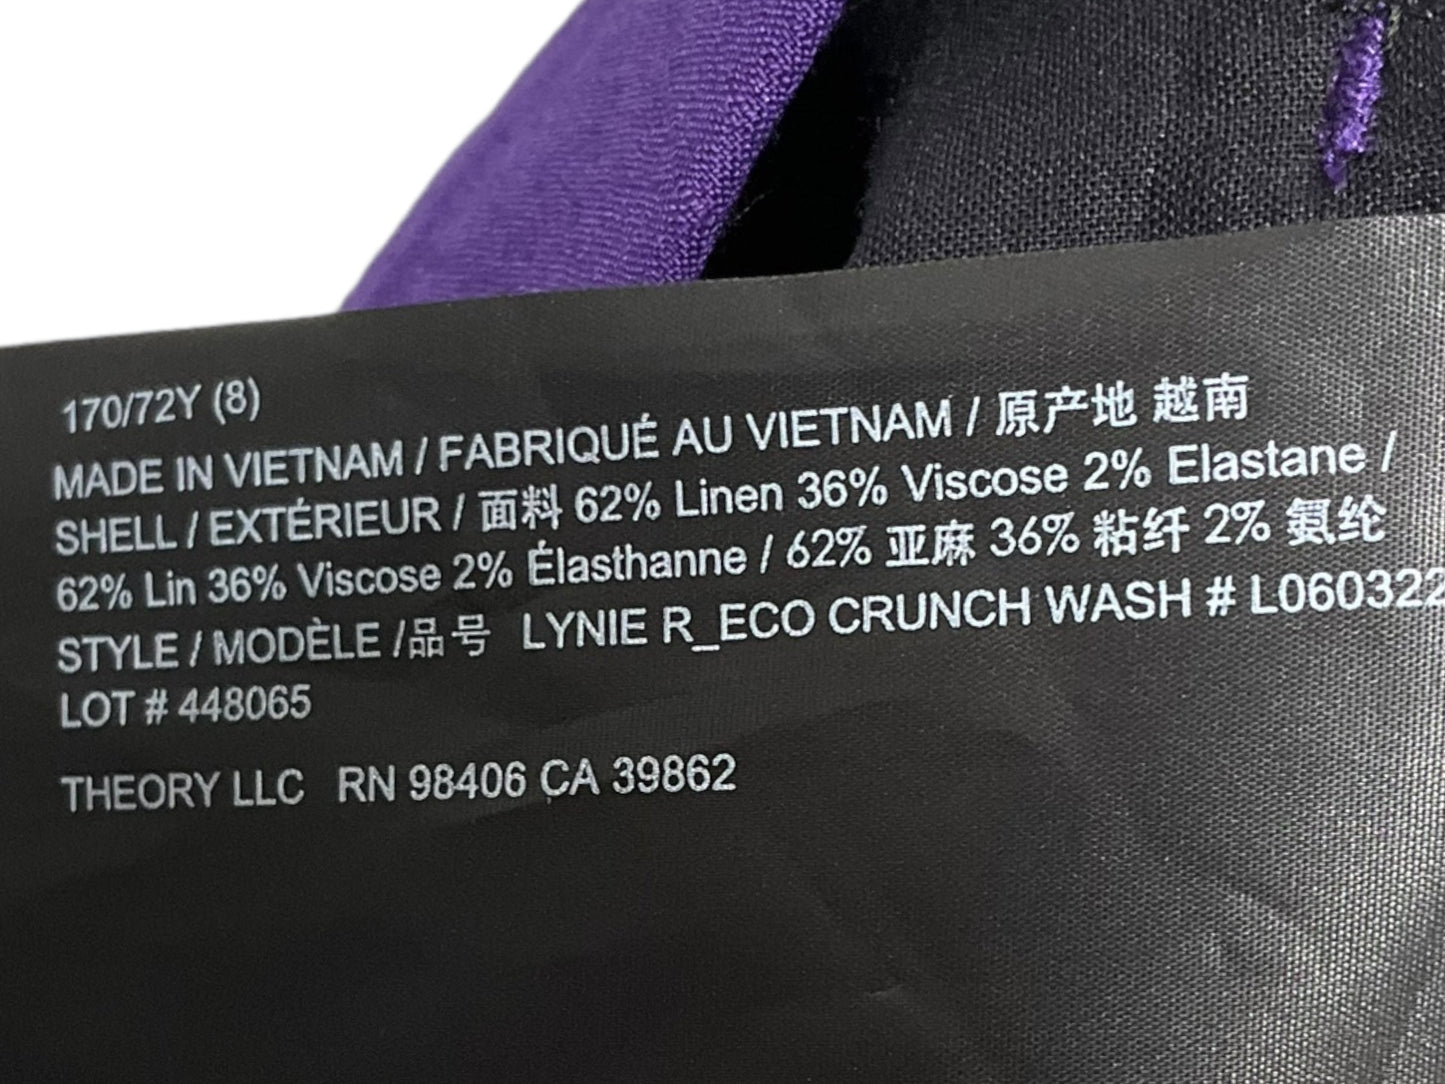 170/72Y (8)
MADE IN VIETNAM / FABRIQUÉ AU VIETNAM / 原产地 越南
SHELL / EXTÉRIEUR / 面料 62% Linen 36% Viscose 2% Elastane /
62% Lin 36% Viscose 2% Élasthanne / 62% 亚麻 36% 粘纤 2% 氨纶
STYLE / MODÈLE /品号 LYNIE R_ECO CRUNCH WASH # L060322
LOT # 448065
THEORY LLC RN 98406 CA 39862